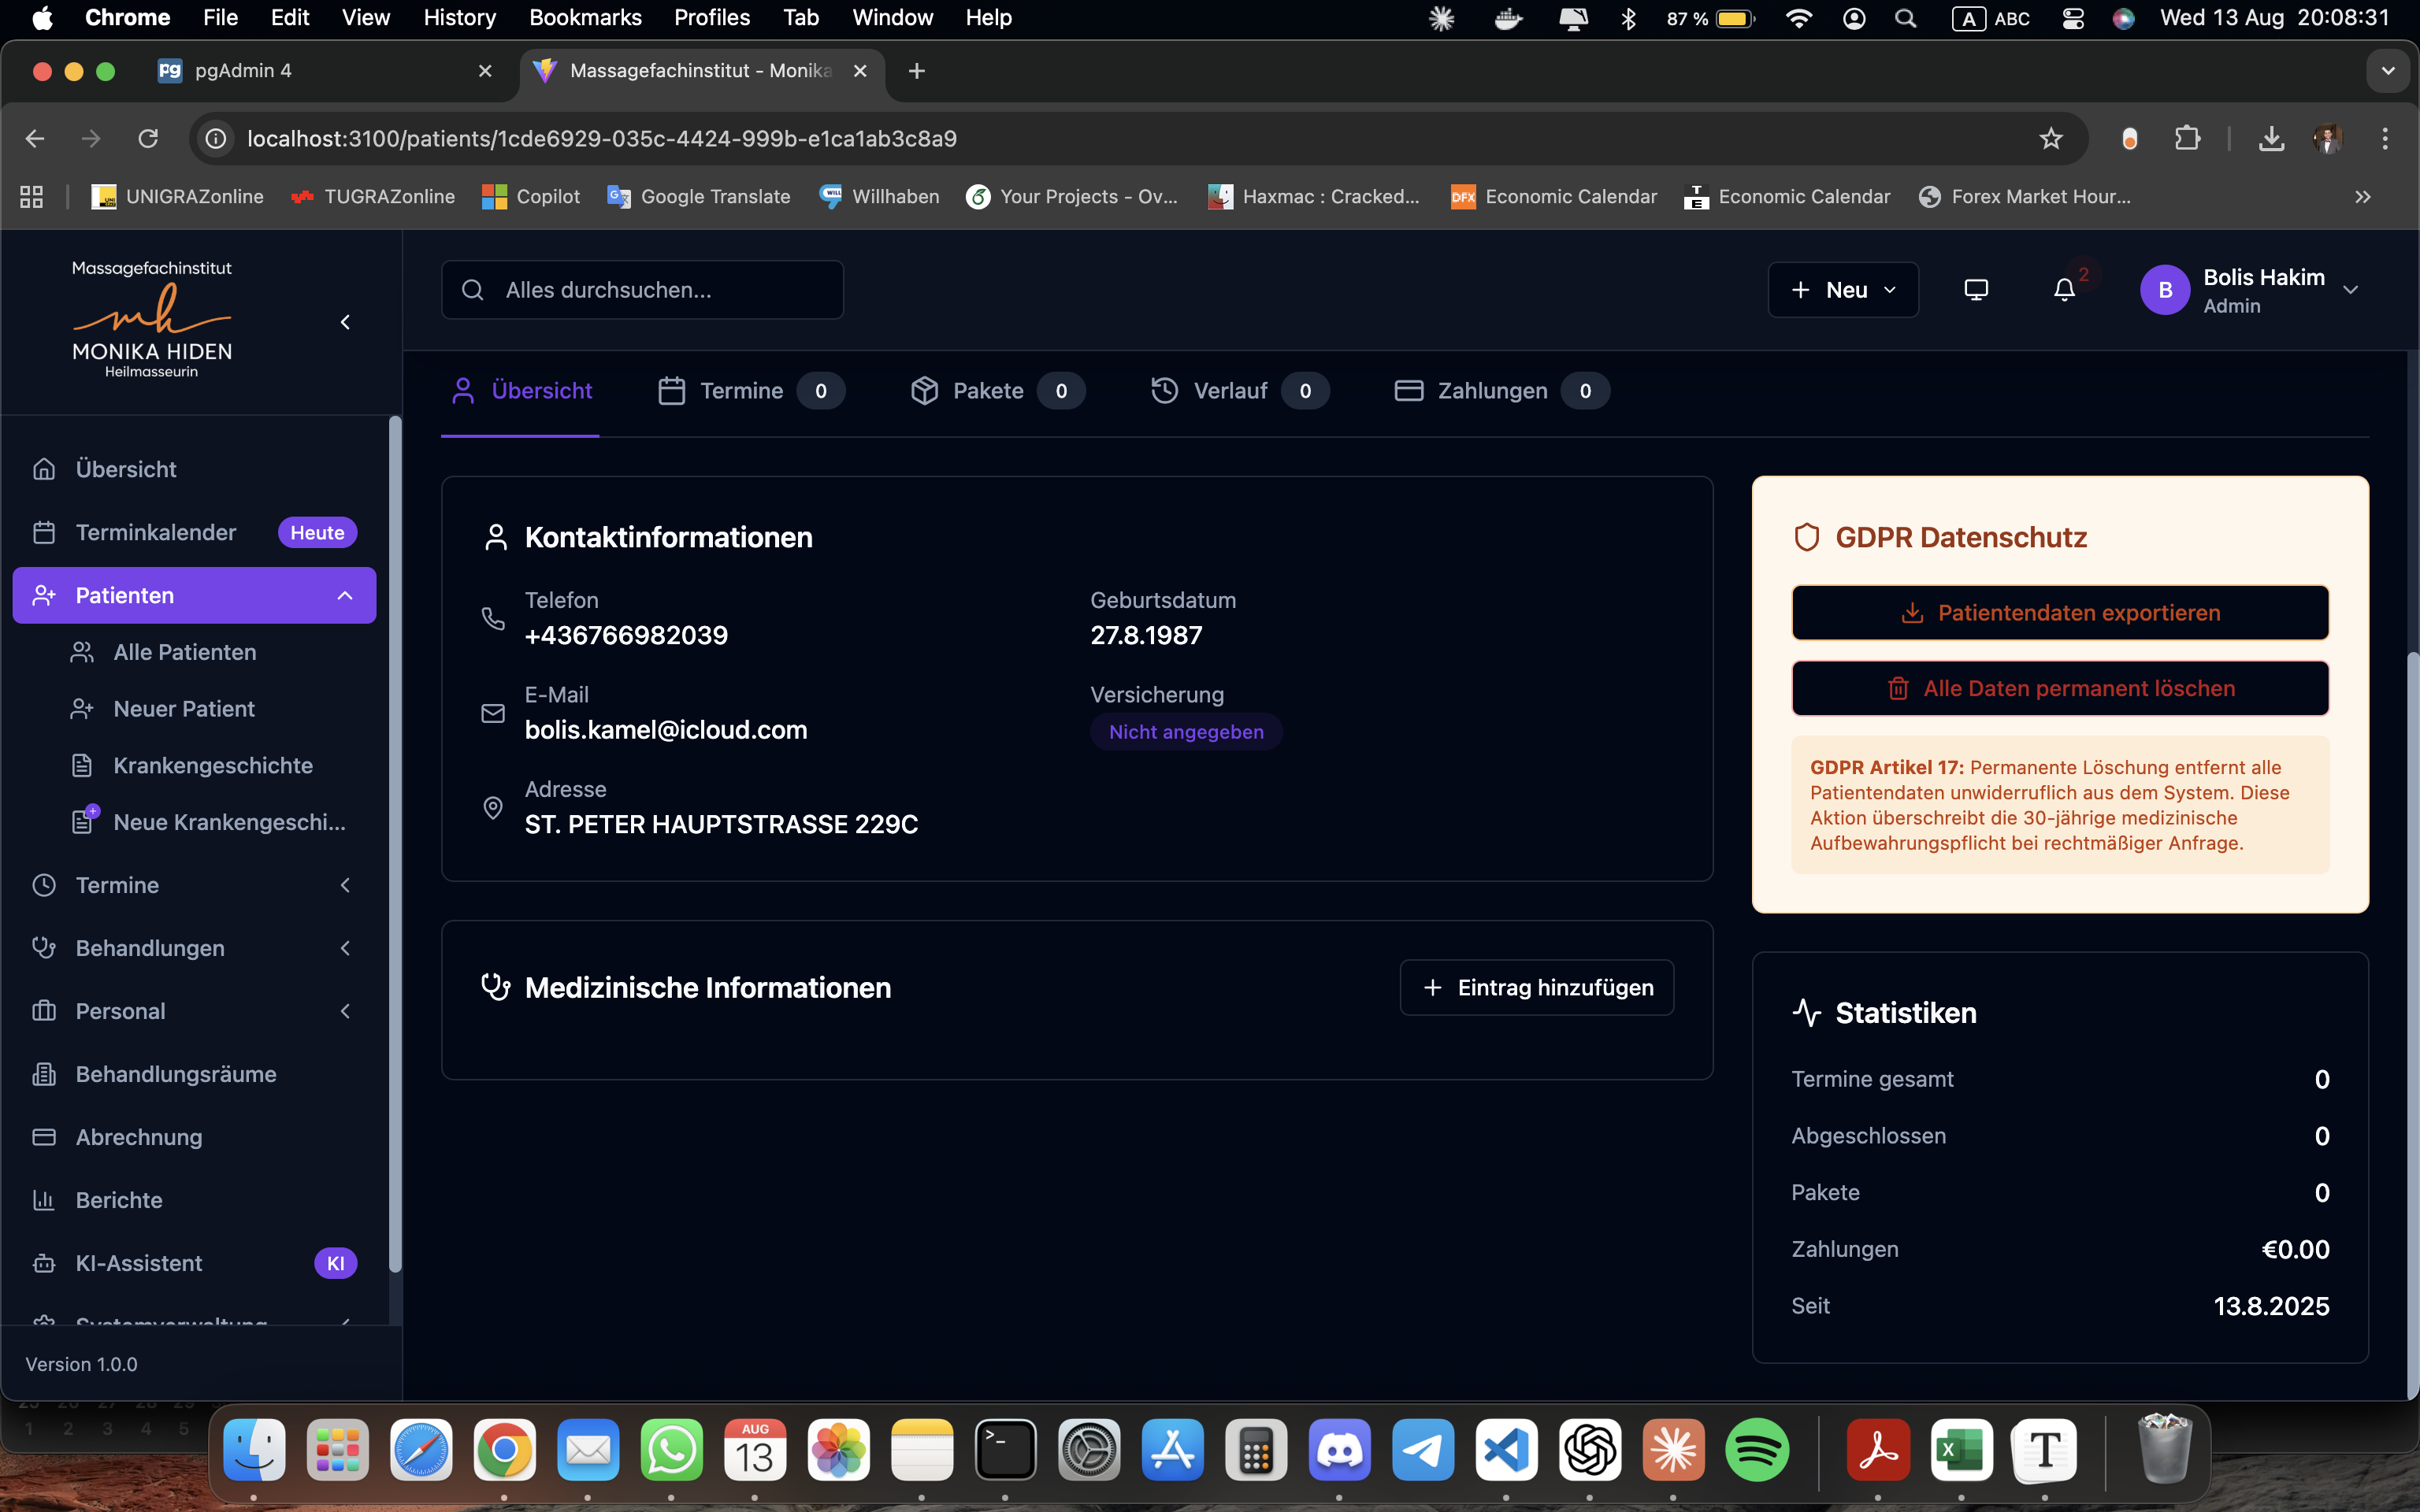 Chrome File Edit View History Bookmarks Profiles Tab Window Help 87 % A ABC Wed 13 Aug 20:08:31
pgAdmin 4
Massagefachinstitut - Monika
localhost:3100/patients/1cde6929-035c-4424-999b-e1ca1ab3c8a9
UNIGRAZonline TUGRAZonline Copilot Google Translate Willhaben Your Projects - Ov... Haxmac : Cracked... Economic Calendar Economic Calendar Forex Market Hour...
Massagefachinstitut
mh
MONIKA HIDEN
Heilmasseurin
Übersicht
Terminkalender Heute
Patienten
Alle Patienten
Neuer Patient
Krankengeschichte
Neue Krankengeschi...
Termine
Behandlungen
Personal
Behandlungsräume
Abrechnung
Berichte
KI-Assistent KI
Systemverwaltung
Version 1.0.0
Alles durchsuchen...
Neu
2
B
Bolis Hakim
Admin
Übersicht Termine 0 Pakete 0 Verlauf 0 Zahlungen 0
Kontaktinformationen
Telefon
+436766982039
Geburtsdatum
27.8.1987
E-Mail
bolis.kamel@icloud.com
Versicherung
Nicht angegeben
Adresse
ST. PETER HAUPTSTRASSE 229C
Medizinische Informationen
Eintrag hinzufügen
GDPR Datenschutz
Patientendaten exportieren
Alle Daten permanent löschen
GDPR Artikel 17: Permanente Löschung entfernt alle
Patientendaten unwiderruflich aus dem System. Diese
Aktion überschreibt die 30-jährige medizinische
Aufbewahrungspflicht bei rechtmäßiger Anfrage.
Statistiken
Termine gesamt 0
Abgeschlossen 0
Pakete 0
Zahlungen €0.00
Seit 13.8.2025
1 2 3 4 5
AUG
13